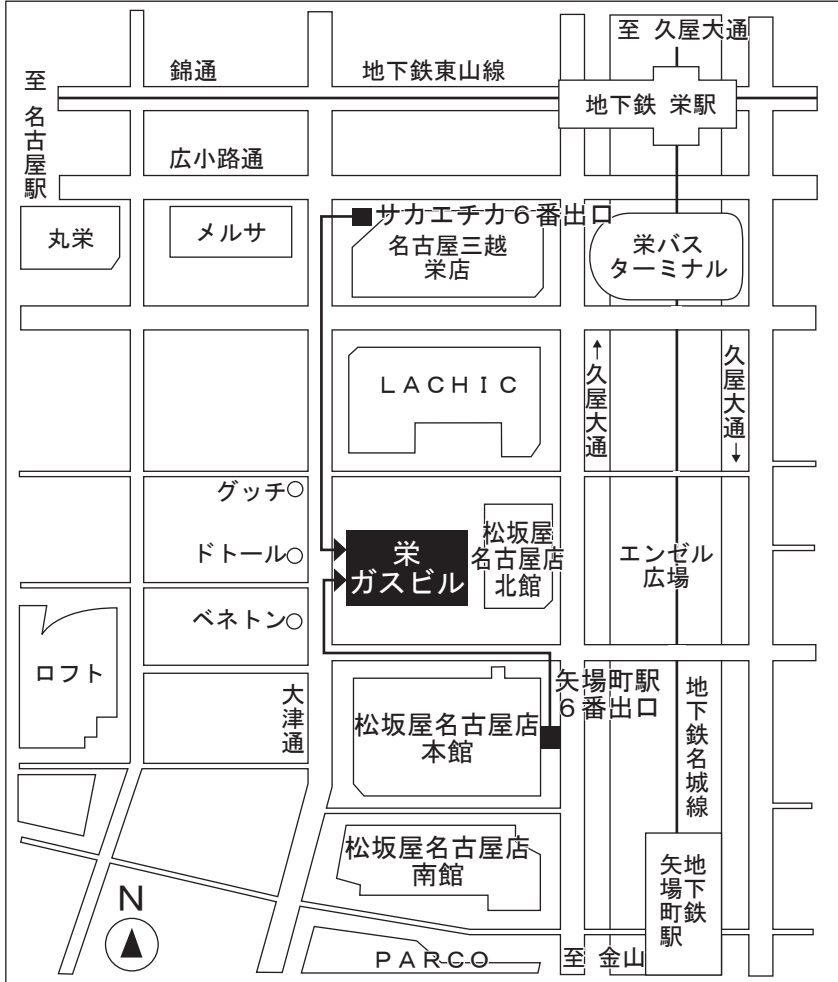 至 久屋大通
錦通
地下鉄東山線
至 名古屋駅
地下鉄 栄駅
広小路通
サカエチカ6番出口
丸栄
メルサ
名古屋三越
栄店
栄バス
ターミナル
LACHIC
↑久屋大通
久屋大通↓
グッチ
ドトール
栄
ガスビル
松坂屋
名古屋店
北館
エンゼル
広場
ベネトン
ロフト
大津通
矢場町駅
6番出口
松坂屋名古屋店
本館
地下鉄名城線
松坂屋名古屋店
南館
地下鉄
矢場町駅
N
PARCO
至 金山